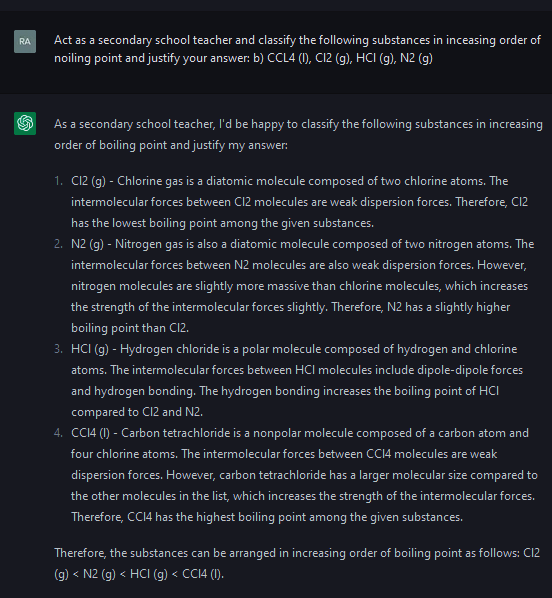 RA
Act as a secondary school teacher and classify the following substances in inceasing order of
noiling point and justify your answer: b) CCL4 (l), Cl2 (g), HCl (g), N2 (g)
As a secondary school teacher, I'd be happy to classify the following substances in increasing
order of boiling point and justify my answer:
1. Cl2 (g) - Chlorine gas is a diatomic molecule composed of two chlorine atoms. The
intermolecular forces between Cl2 molecules are weak dispersion forces. Therefore, Cl2
has the lowest boiling point among the given substances.
2. N2 (g) - Nitrogen gas is also a diatomic molecule composed of two nitrogen atoms. The
intermolecular forces between N2 molecules are also weak dispersion forces. However,
nitrogen molecules are slightly more massive than chlorine molecules, which increases
the strength of the intermolecular forces slightly. Therefore, N2 has a slightly higher
boiling point than Cl2.
3. HCl (g) - Hydrogen chloride is a polar molecule composed of hydrogen and chlorine
atoms. The intermolecular forces between HCl molecules include dipole-dipole forces
and hydrogen bonding. The hydrogen bonding increases the boiling point of HCl
compared to Cl2 and N2.
4. CCl4 (l) - Carbon tetrachloride is a nonpolar molecule composed of a carbon atom and
four chlorine atoms. The intermolecular forces between CCl4 molecules are weak
dispersion forces. However, carbon tetrachloride has a larger molecular size compared to
the other molecules in the list, which increases the strength of the intermolecular forces.
Therefore, CCl4 has the highest boiling point among the given substances.
Therefore, the substances can be arranged in increasing order of boiling point as follows: Cl2
(g) < N2 (g) < HCl (g) < CCl4 (l).